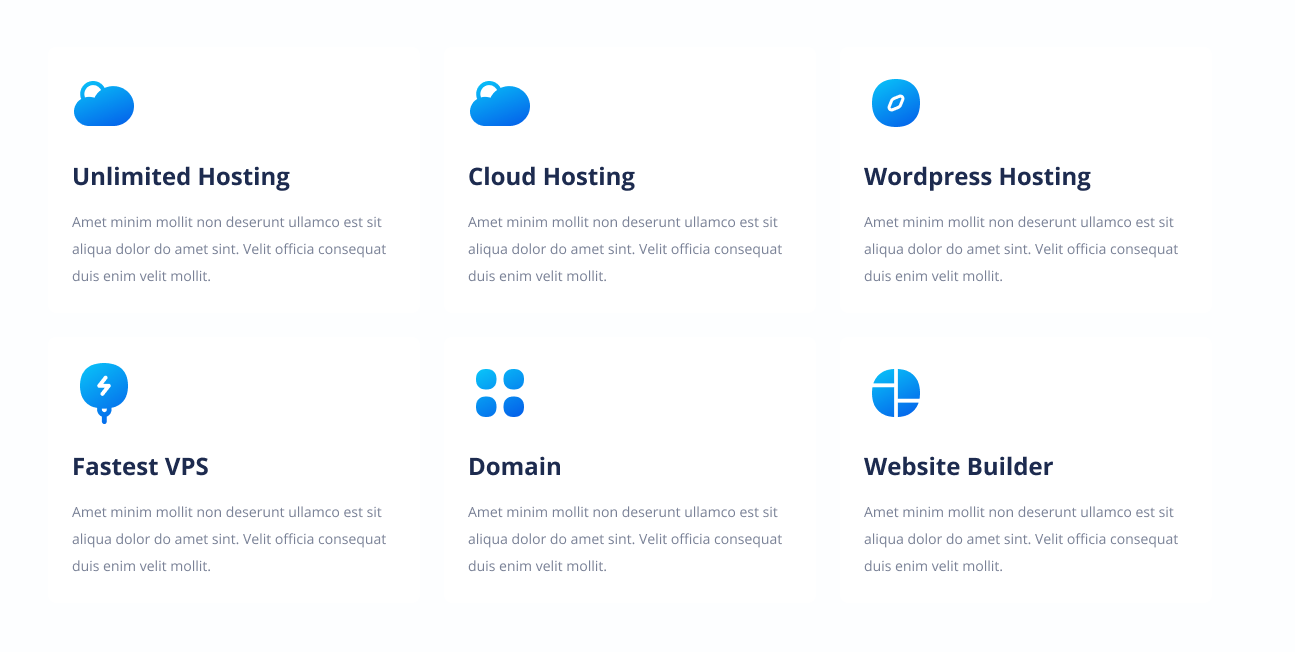 Unlimited Hosting
Amet minim mollit non deserunt ullamco est sit
aliqua dolor do amet sint. Velit officia consequat
duis enim velit mollit.
Cloud Hosting
Amet minim mollit non deserunt ullamco est sit
aliqua dolor do amet sint. Velit officia consequat
duis enim velit mollit.
Wordpress Hosting
Amet minim mollit non deserunt ullamco est sit
aliqua dolor do amet sint. Velit officia consequat
duis enim velit mollit.
Fastest VPS
Amet minim mollit non deserunt ullamco est sit
aliqua dolor do amet sint. Velit officia consequat
duis enim velit mollit.
Domain
Amet minim mollit non deserunt ullamco est sit
aliqua dolor do amet sint. Velit officia consequat
duis enim velit mollit.
Website Builder
Amet minim mollit non deserunt ullamco est sit
aliqua dolor do amet sint. Velit officia consequat
duis enim velit mollit.